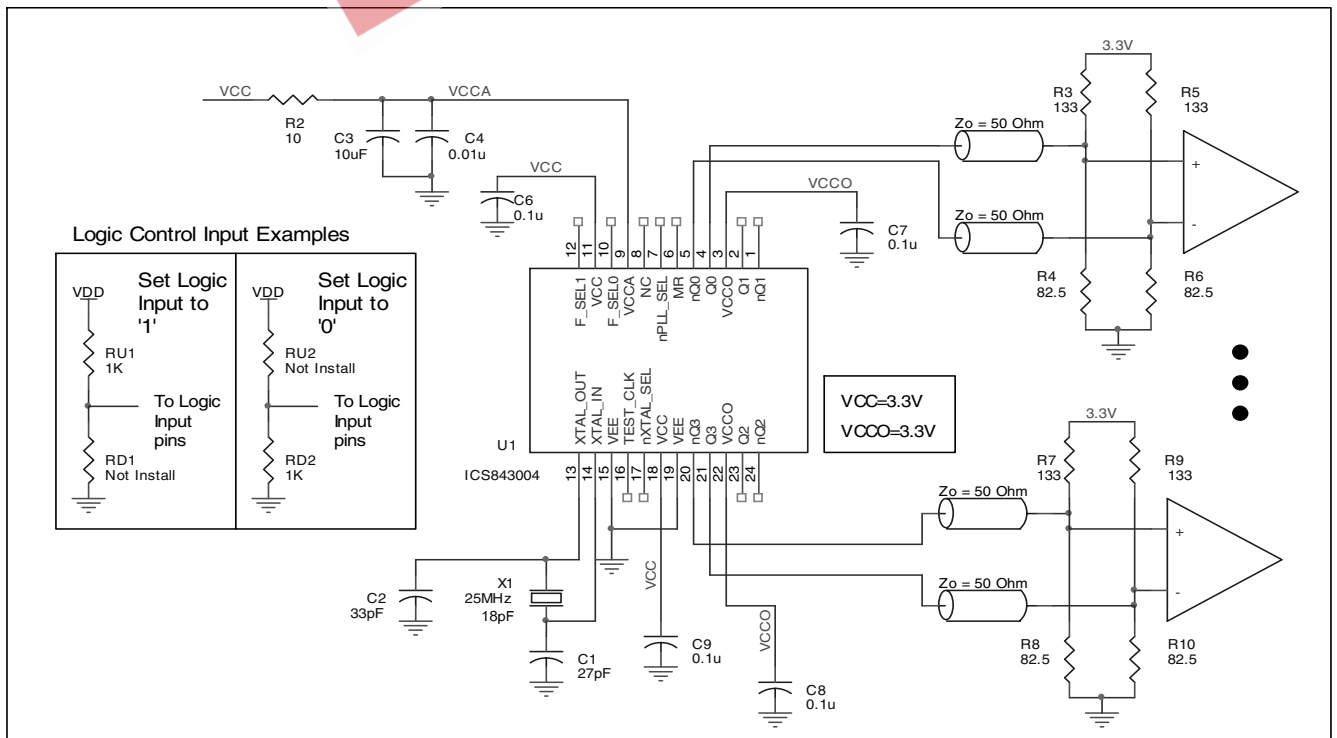 VCC
R2
10
VCCA
C3
10uF
C4
0.01u
VCC
C6
0.1u
VCCO
C7
0.1u
3.3V
R3
133
R5
133
Zo = 50 Ohm
+
Zo = 50 Ohm
-
R4
82.5
R6
82.5
Logic Control Input Examples
Set Logic
Input to
'1'
VDD
RU1
1K
To Logic
Input
pins
RD1
Not Install
Set Logic
Input to
'0'
VDD
RU2
Not Install
To Logic
Input
pins
RD2
1K
12
11
10
9
8
7
6
5
4
3
2
1
F_SEL1
VCC
F_SEL0
VCCA
NC
nPLL_SEL
MR
nQ0
Q0
VCCO
Q1
nQ1
XTAL_OUT
XTAL_IN
VEE
TEST_CLK
nXTAL_SEL
VCC
VEE
nQ3
Q3
VCCO
Q2
nQ2
U1
ICS843004
13
14
15
16
17
18
19
20
21
22
23
24
VCC=3.3V
VCCO=3.3V
3.3V
R7
133
R9
133
Zo = 50 Ohm
+
Zo = 50 Ohm
-
R8
82.5
R10
82.5
C2
33pF
X1
25MHz
18pF
C1
27pF
VCC
C9
0.1u
VCCO
C8
0.1u